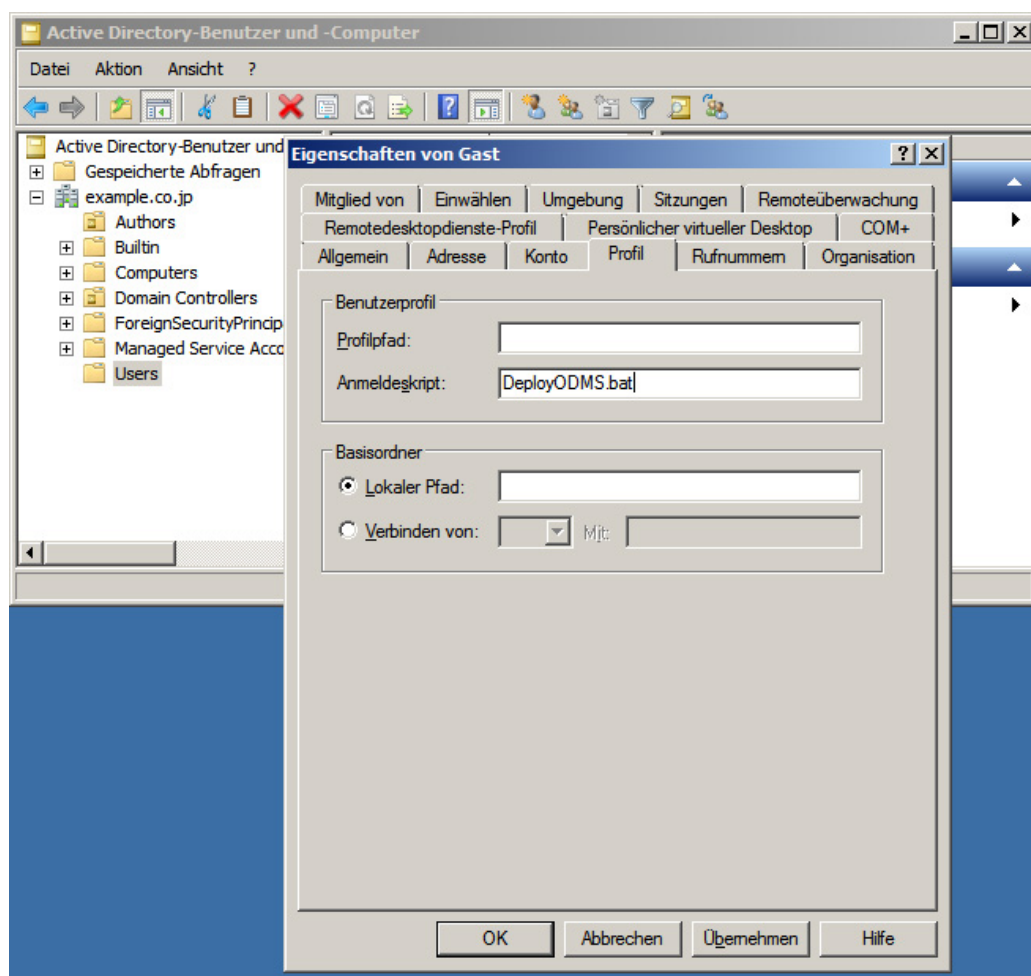 Active Directory-Benutzer und -Computer
Datei Aktion Ansicht ?
Active Directory-Benutzer und
Gespeicherte Abfragen
example.co.jp
Authors
Builtin
Computers
Domain Controllers
ForeignSecurityPrincip
Managed Service Acco
Users
Eigenschaften von Gast
Mitglied von Einwählen Umgebung Sitzungen Remoteüberwachung
Remotedesktopdienste-Profil Persönlicher virtueller Desktop COM+
Allgemein Adresse Konto Profil Rufnummern Organisation
Benutzerprofil
Profilpfad:
Anmeldeskript: DeployODMS.bat
Basisordner
Lokaler Pfad:
Verbinden von: Mit:
OK Abbrechen Übernehmen Hilfe